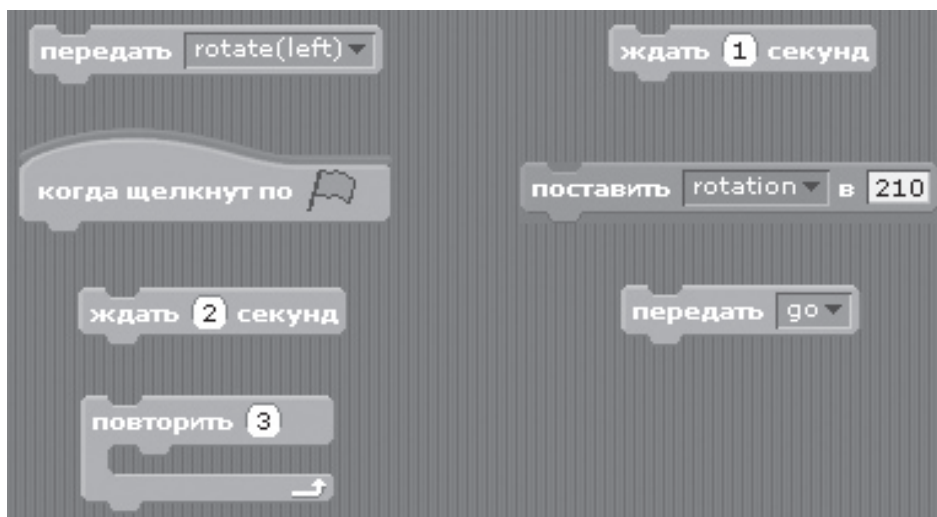 передать rotate(left)
ждать 1 секунд
когда щелкнут по
поставить rotation в 210
ждать 2 секунд
передать go
повторить 3